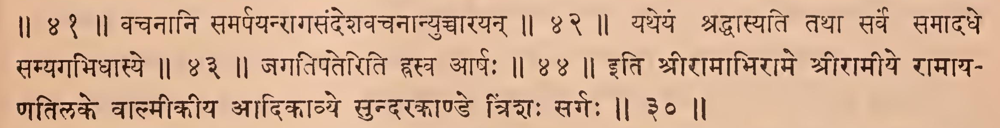 ॥ ४१ ॥ वचनानि समर्पयन्रागसंदेशवचनान्युच्चारयन् ॥ ४२ ॥ यथेयं श्रद्धास्यति तथा सर्वं समादधे
सम्यगभिधास्ये ॥ ४३ ॥ जगतिपतेरिति ह्रस्व आर्षः ॥ ४४ ॥ इति श्रीरामाभिरामे श्रीरामीये रामाय-
णतिलके वाल्मीकीय आदिकाव्ये सुन्दरकाण्डे त्रिंशः सर्गः ॥ ३० ॥